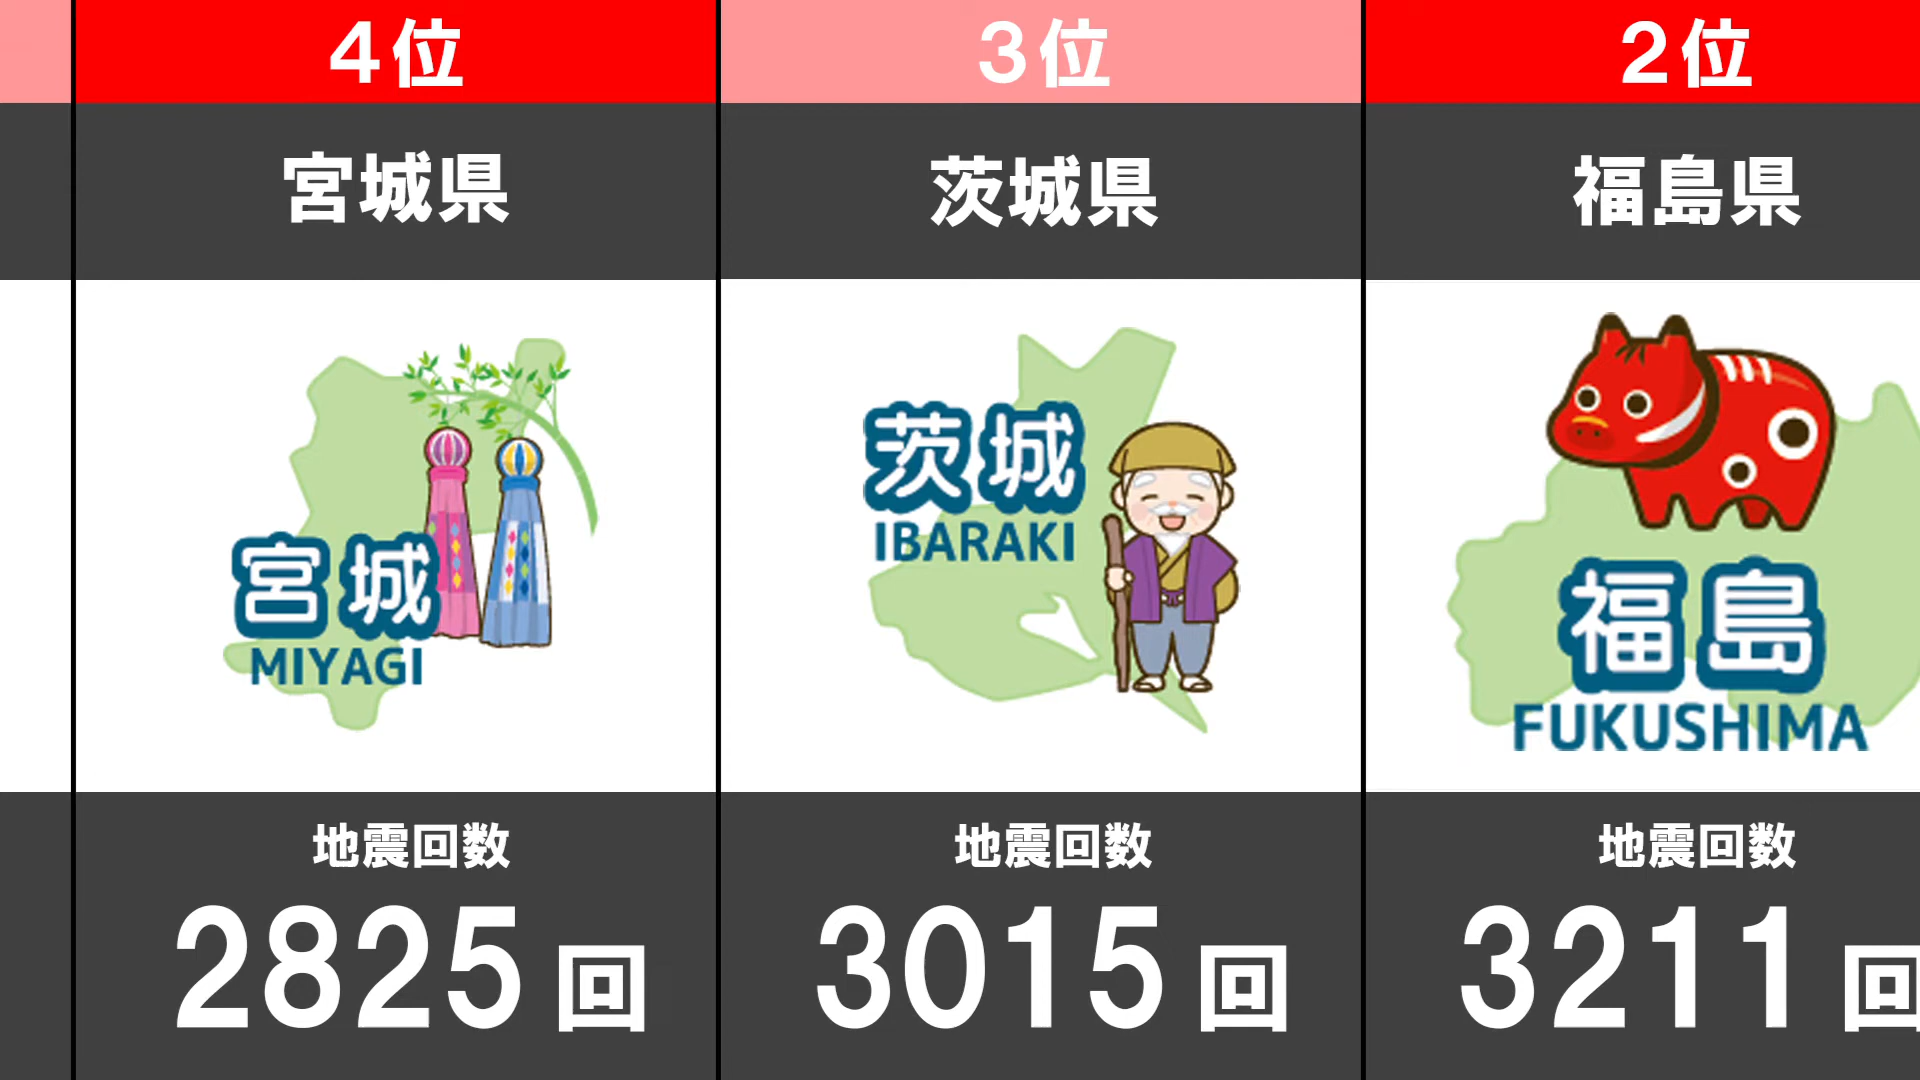 4位
宮城県
宮城
MIYAGI
地震回数
2825回
3位
茨城県
茨城
IBARAKI
地震回数
3015回
2位
福島県
福島
FUKUSHIMA
地震回数
3211回